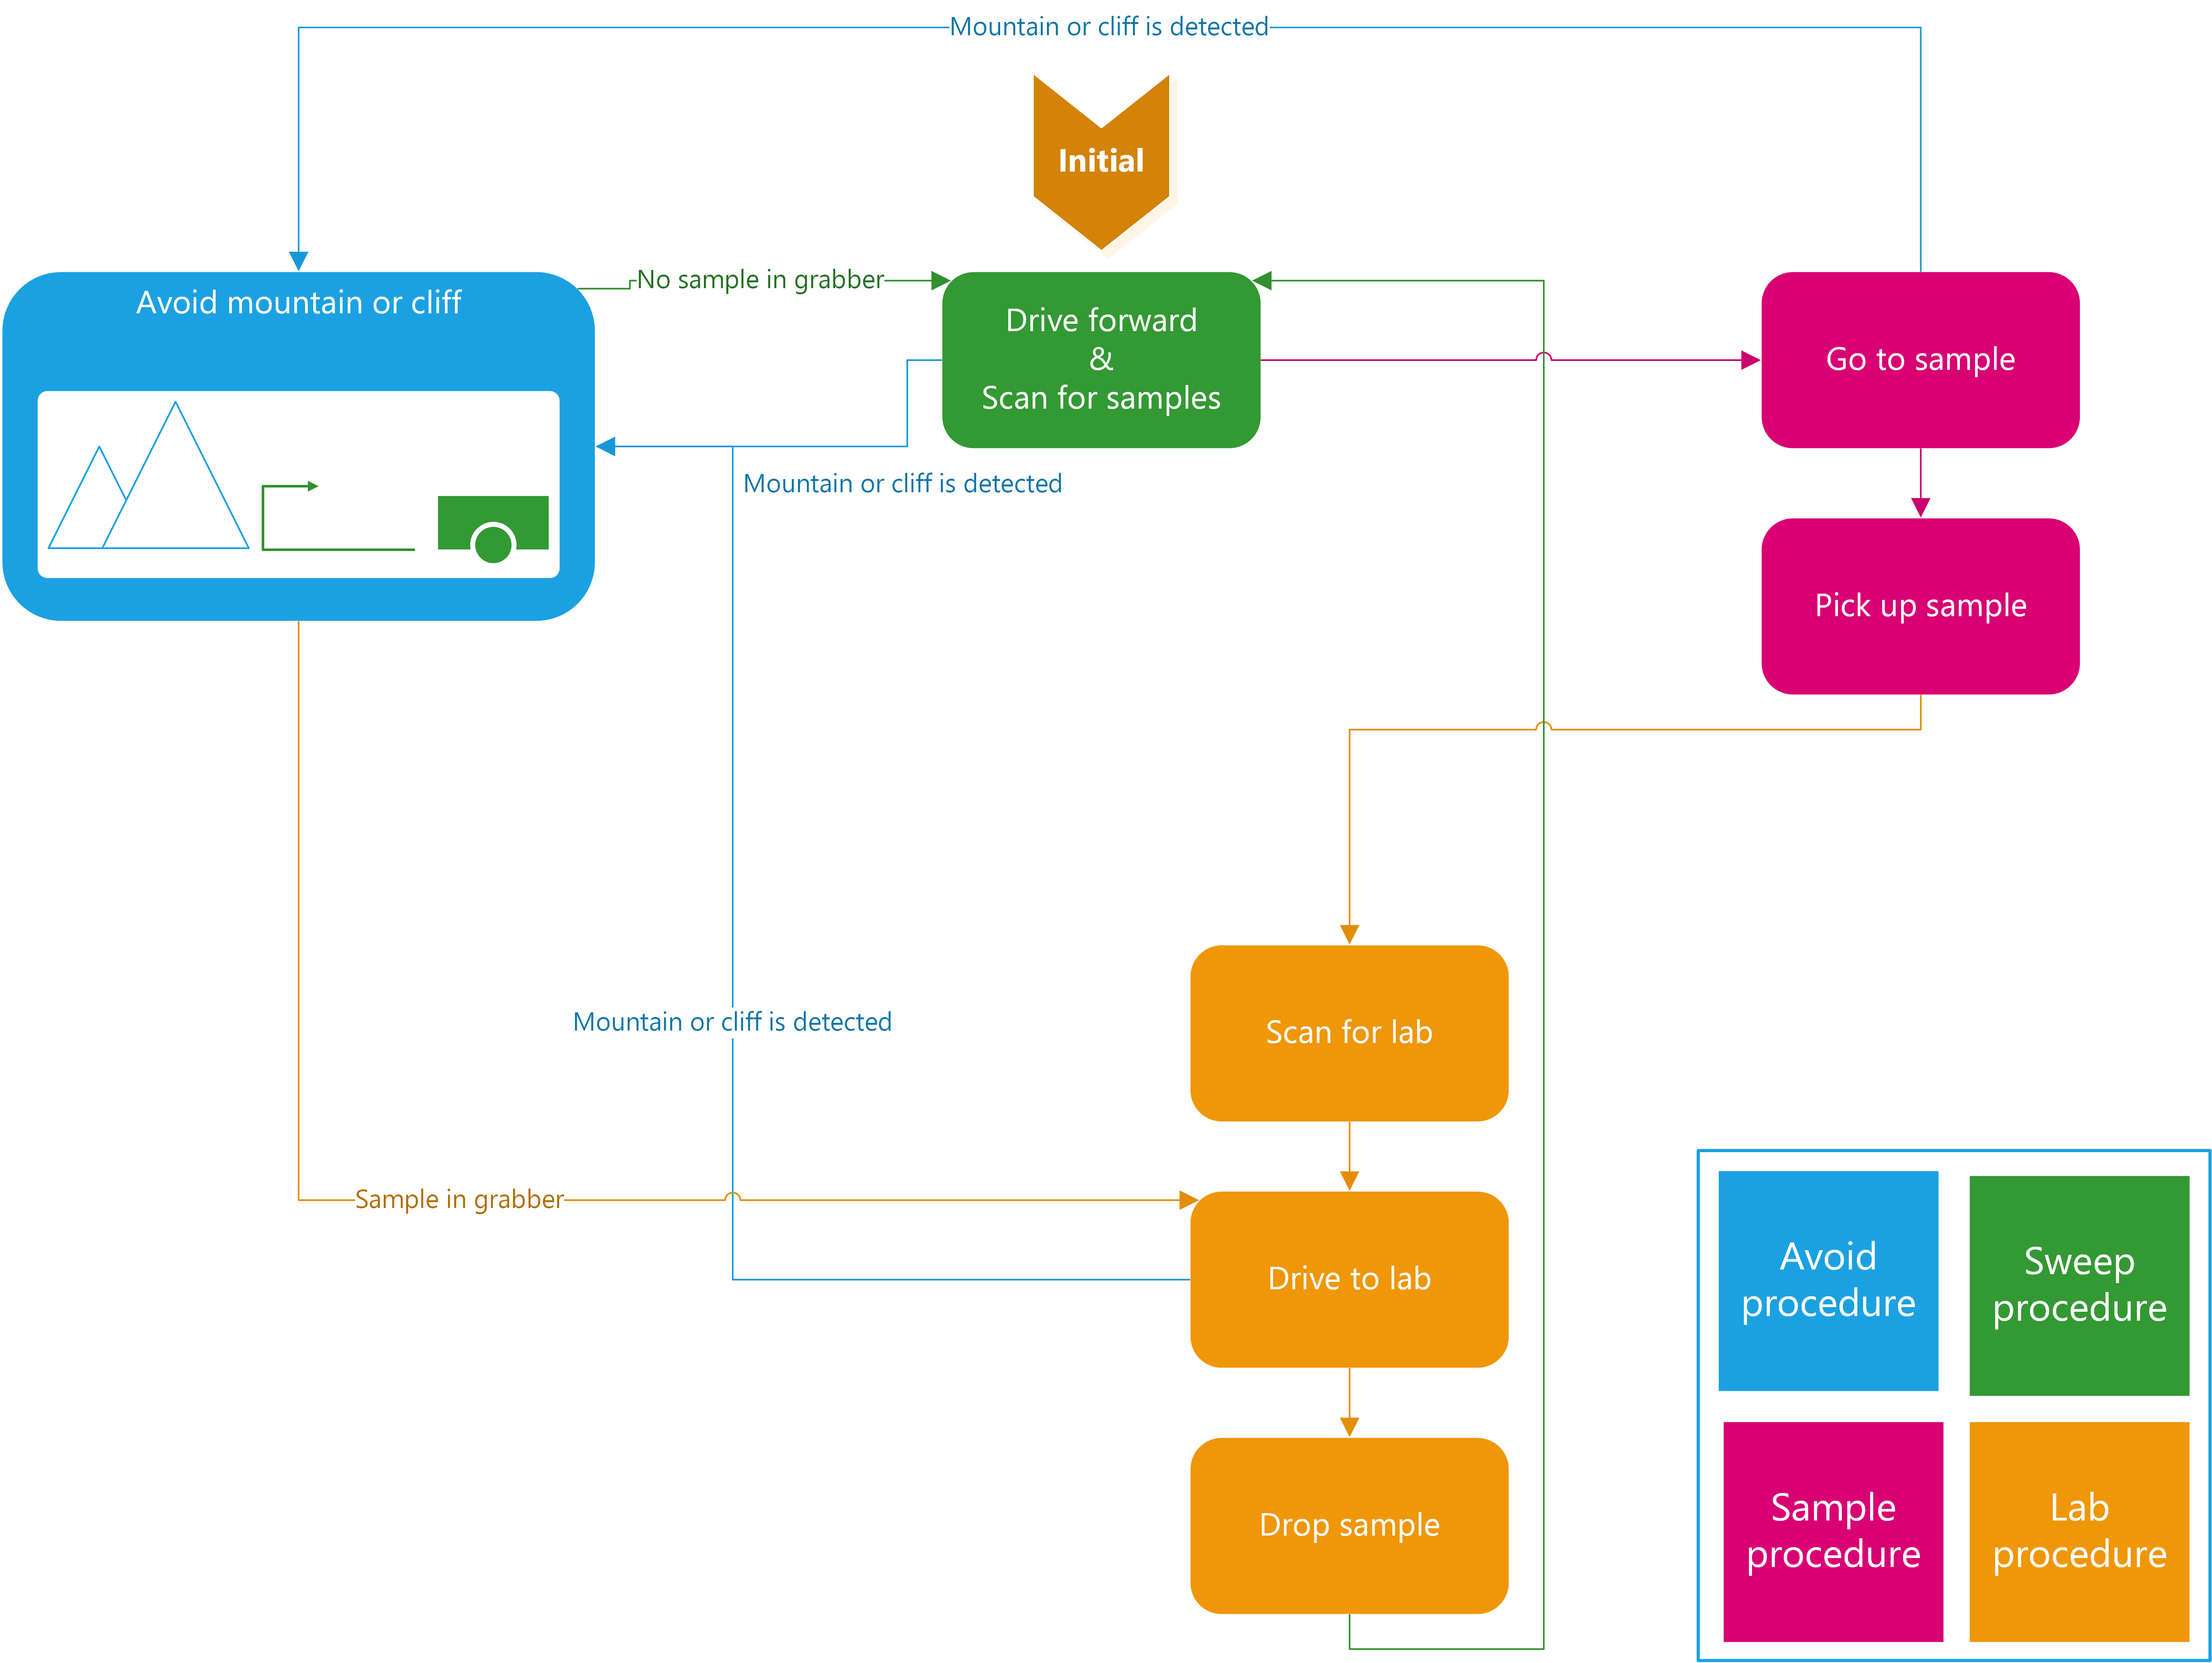 Mountain or cliff is detected
Initial
Avoid mountain or cliff
No sample in grabber
Drive forward
&
Scan for samples
Go to sample
Mountain or cliff is detected
Pick up sample
Mountain or cliff is detected
Scan for lab
Sample in grabber
Drive to lab
Drop sample
Avoid
procedure
Sweep
procedure
Sample
procedure
Lab
procedure